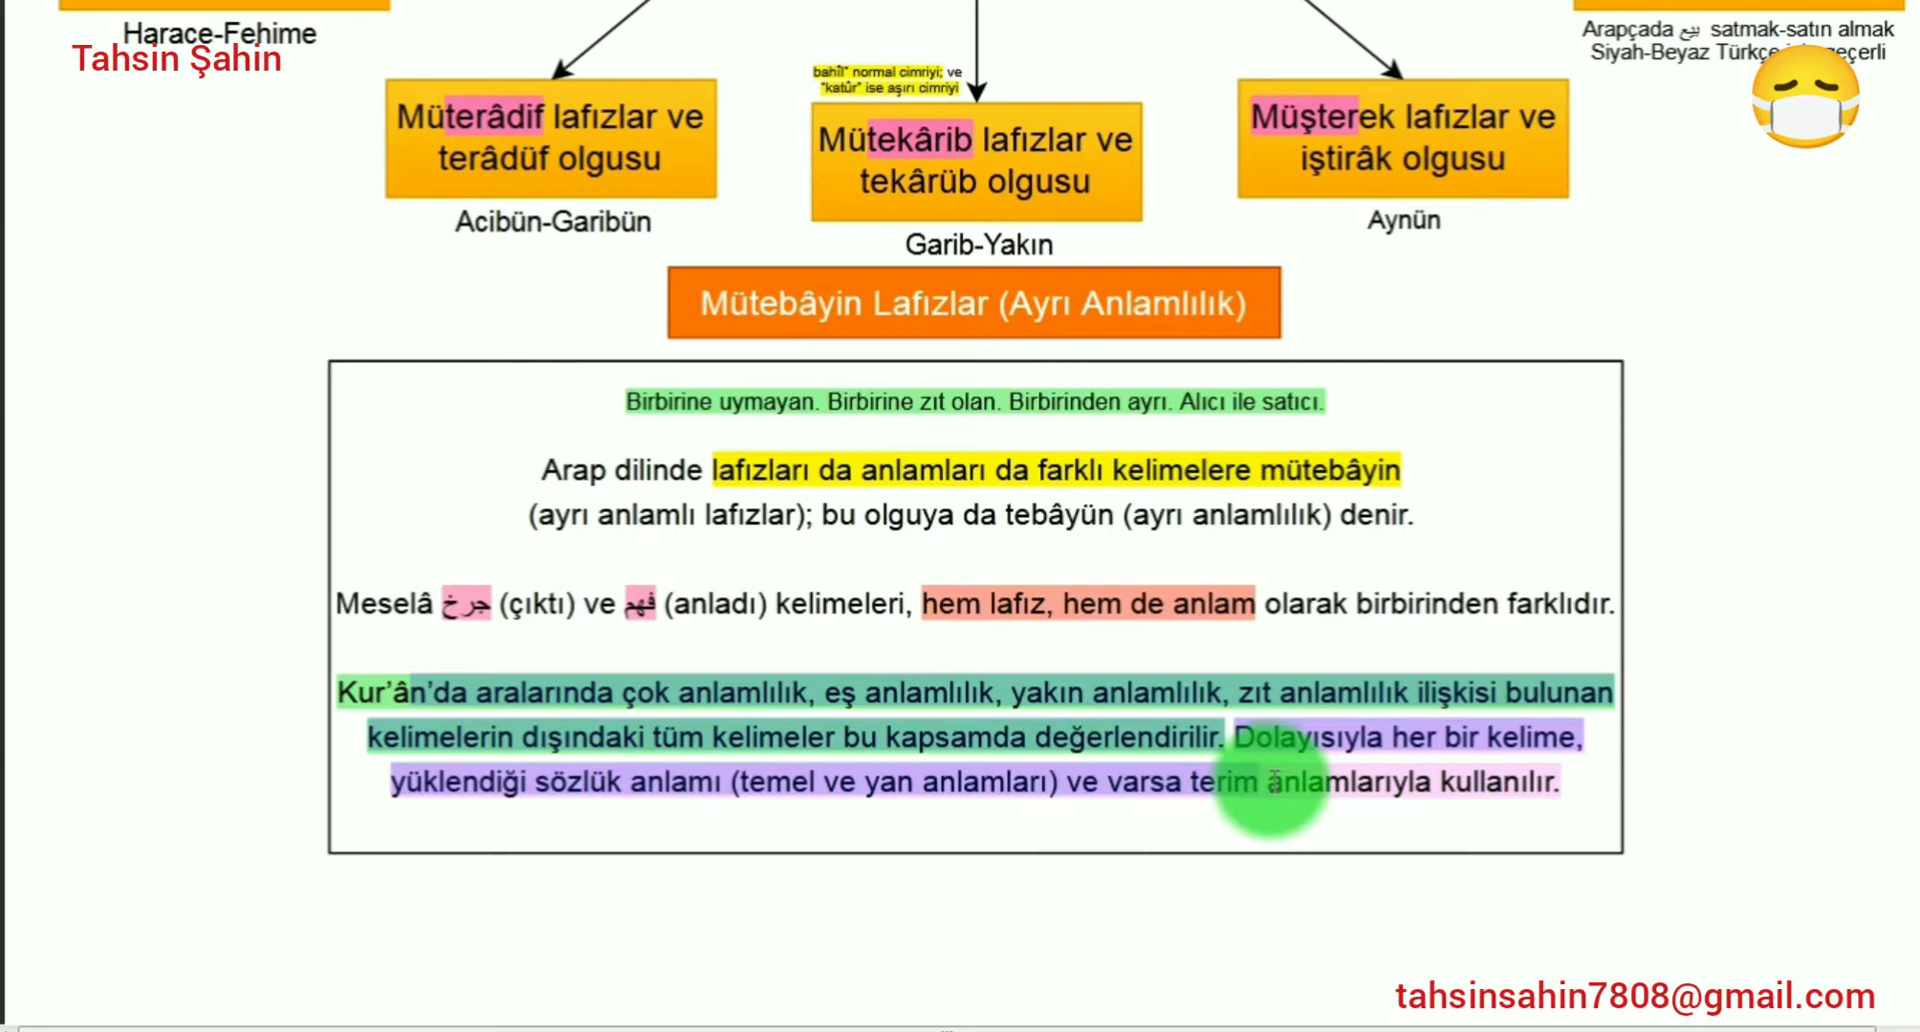 Harace-Fehime
Tahsin Şahin
Arapçada بيع satmak-satın almak
Siyah-Beyaz Türkçe geçerli
bahîl" normal cimriyi; ve
"katûr" ise aşırı cimriyi
Müterâdif lafızlar ve
terâdüf olgusu
Acibün-Garibün
Mütekârib lafızlar ve
tekârüb olgusu
Garib-Yakın
Müşterek lafızlar ve
iştirâk olgusu
Aynün
Mütebâyin Lafızlar (Ayrı Anlamlılık)
Birbirine uymayan. Birbirine zıt olan. Birbirinden ayrı. Alıcı ile satıcı.
Arap dilinde lafızları da anlamları da farklı kelimelere mütebâyin
(ayrı anlamlı lafızlar); bu olguya da tebâyün (ayrı anlamlılık) denir.
Meselâ جرخ (çıktı) ve فهم (anladı) kelimeleri, hem lafız, hem de anlam olarak birbirinden farklıdır.
Kur’ân’da aralarında çok anlamlılık, eş anlamlılık, yakın anlamlılık, zıt anlamlılık ilişkisi bulunan
kelimelerin dışındaki tüm kelimeler bu kapsamda değerlendirilir. Dolayısıyla her bir kelime,
yüklendiği sözlük anlamı (temel ve yan anlamları) ve varsa terim anlamlarıyla kullanılır.
tahsinsahin7808@gmail.com